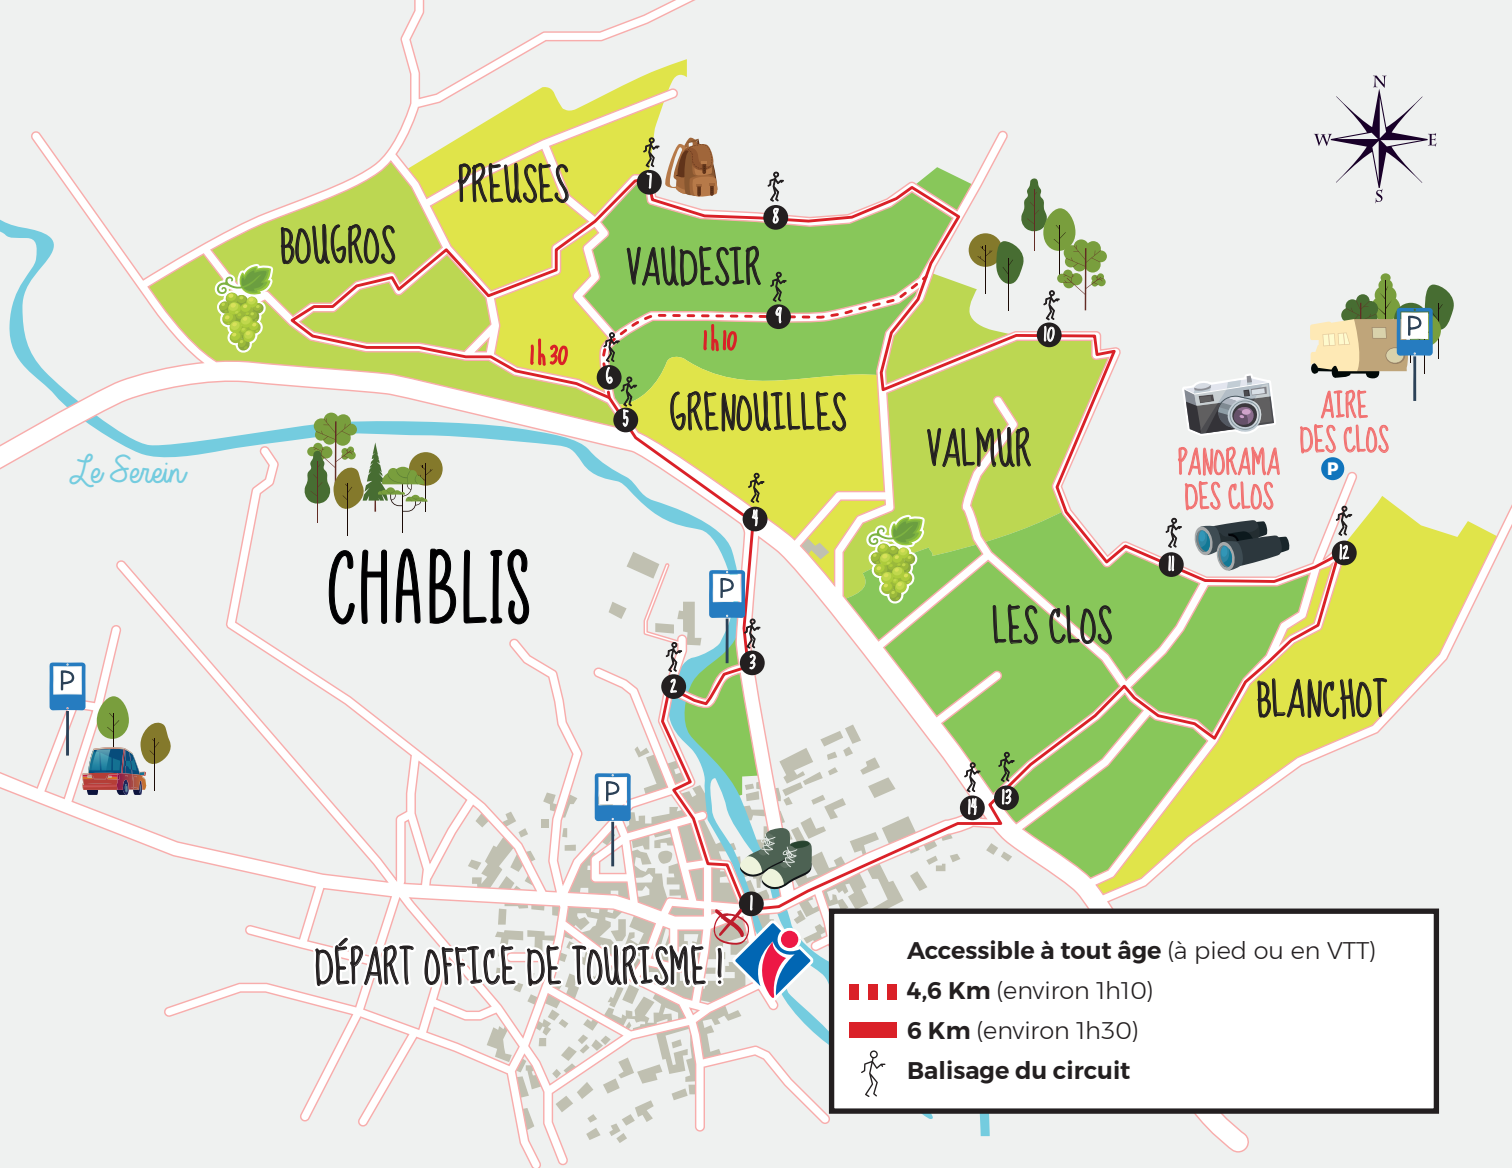 N
W
E
S
PREUSES
7
8
BOUGROS
VAUDESIR
9
10
P
1h30
1h10
6
5
GRENOUILLES
VALMUR
AIRE
DES CLOS
P
PANORAMA
DES CLOS
Le Serein
4
11
12
CHABLIS
P
LES CLOS
3
2
P
BLANCHOT
P
14
13
1
DÉPART OFFICE DE TOURISME !
Accessible à tout âge (à pied ou en VTT)
4,6 Km (environ 1h10)
6 Km (environ 1h30)
Balisage du circuit